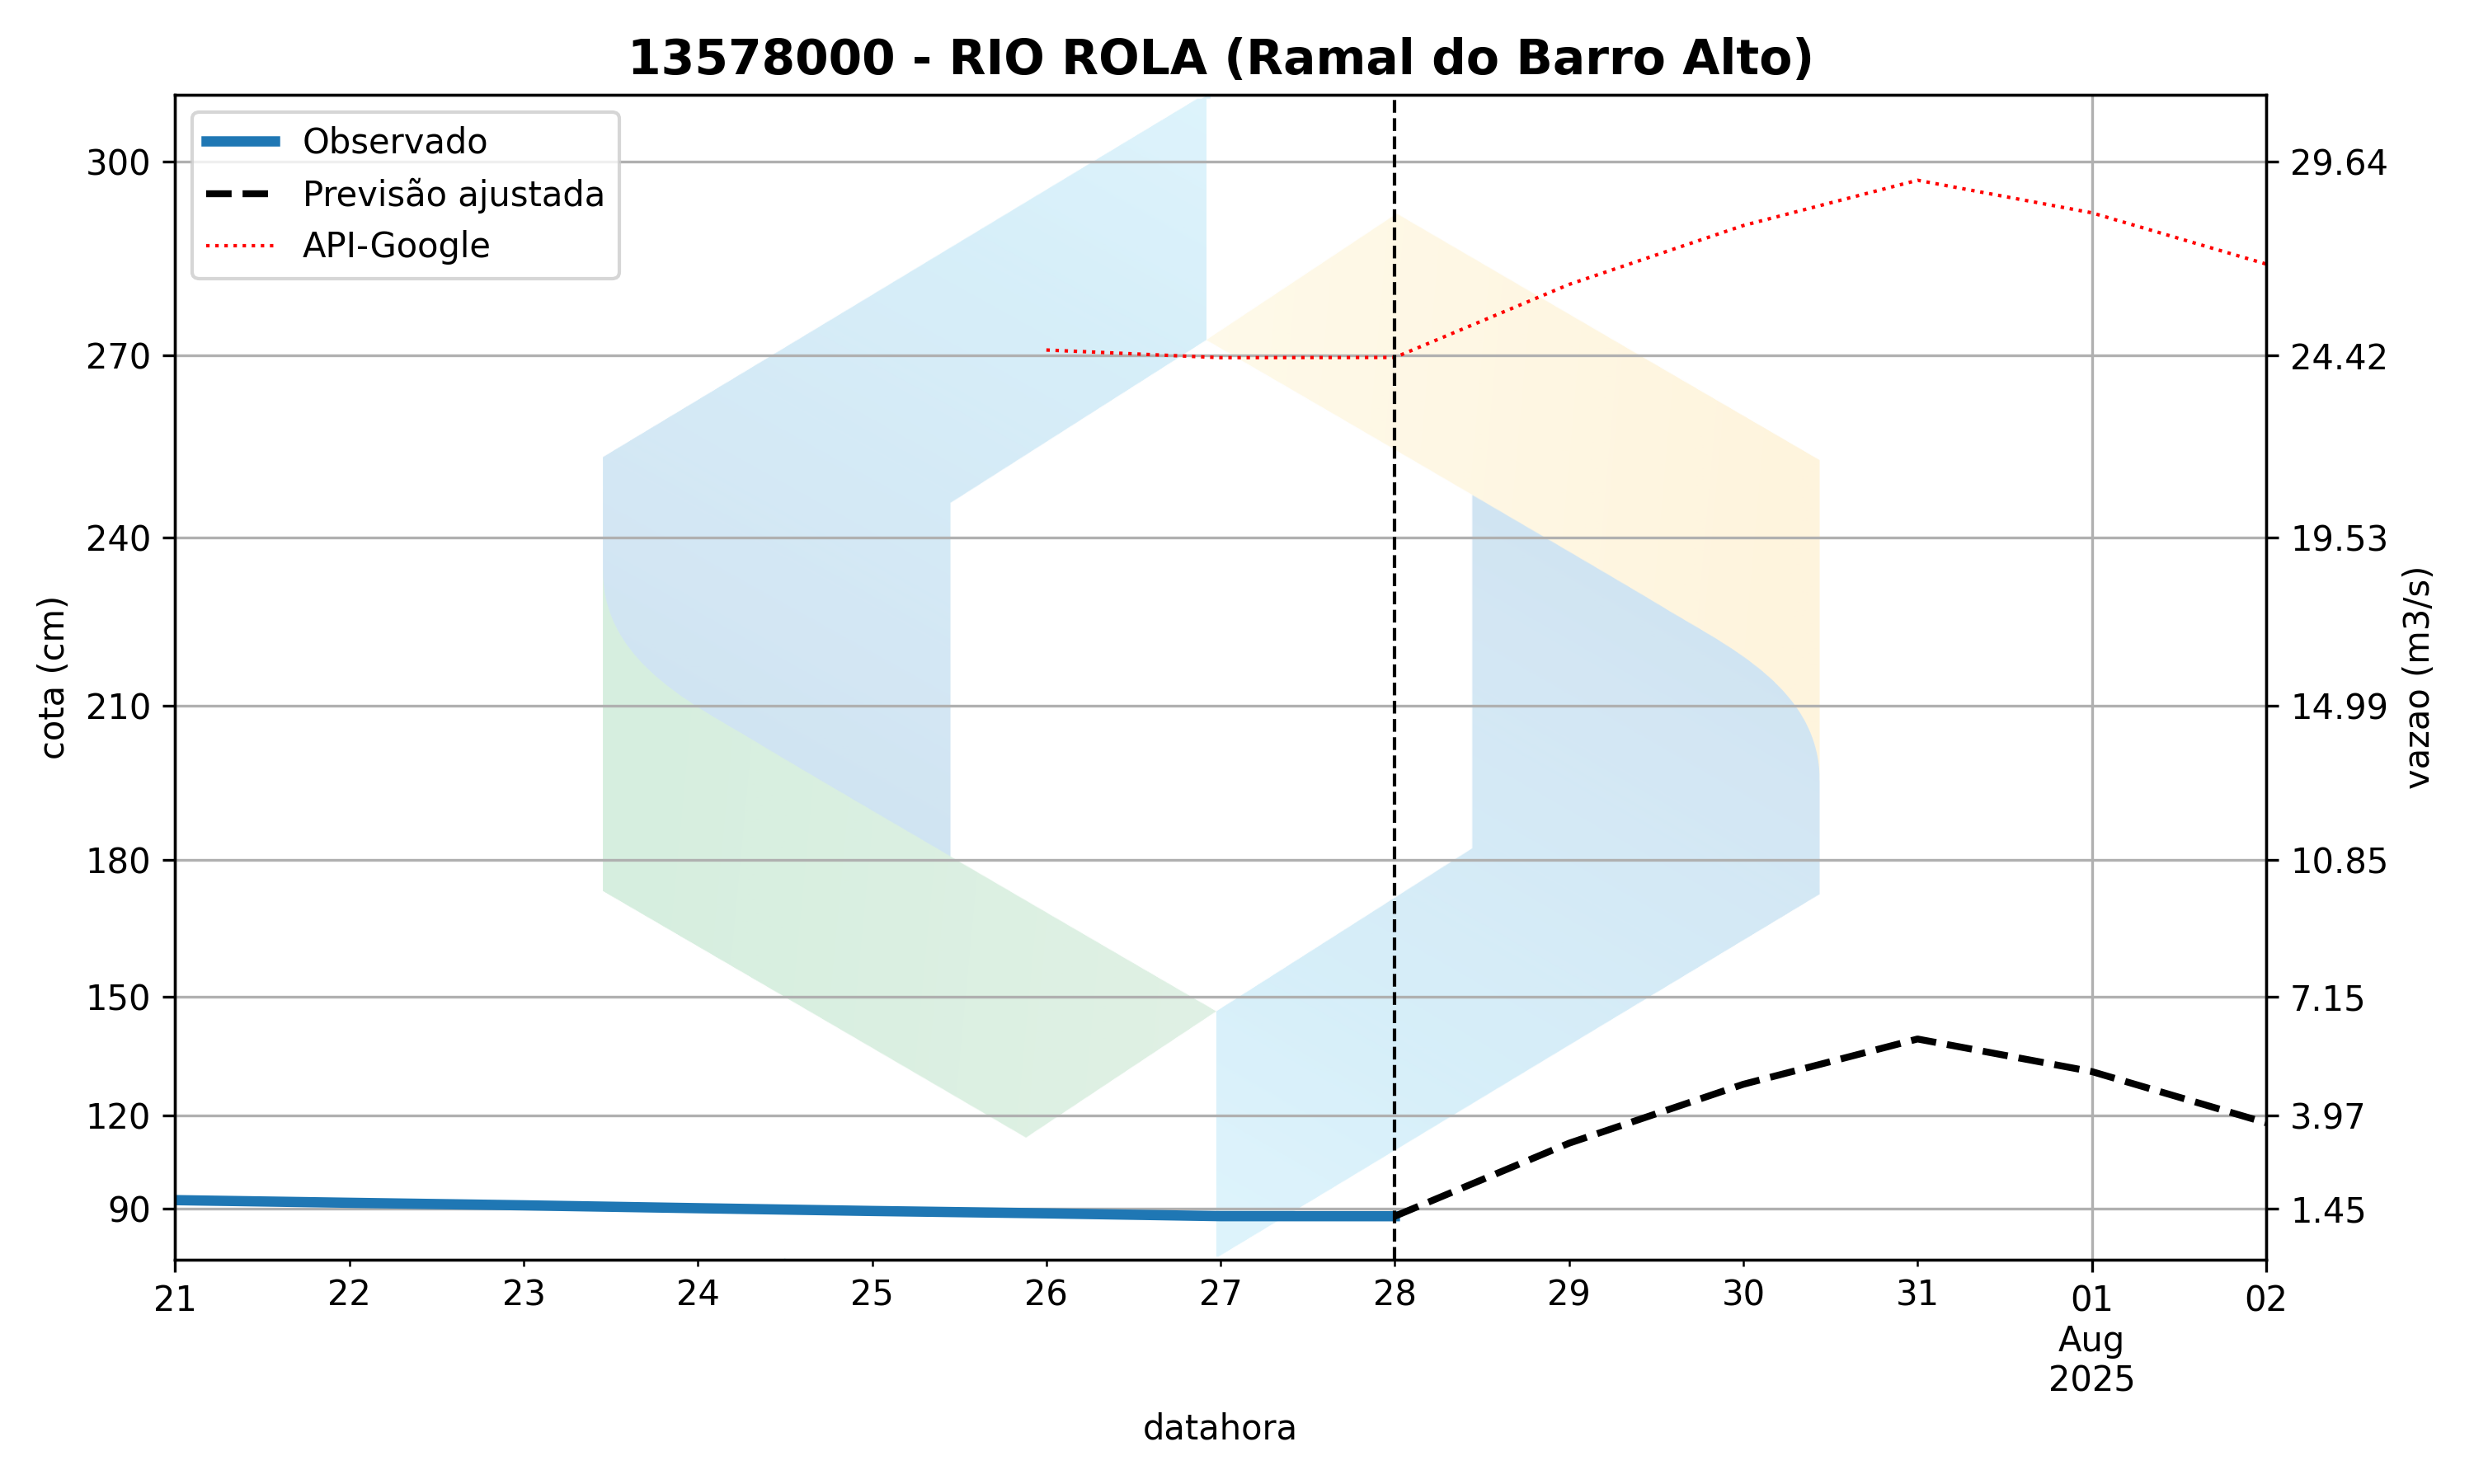 13578000 - RIO ROLA (Ramal do Barro Alto)
Observado
Previsão ajustada
API-Google
300
270
240
210
180
150
120
90
cota (cm)
29.64
24.42
19.53
14.99
10.85
7.15
3.97
1.45
vazao (m3/s)
21 22 23 24 25 26 27 28 29 30 31 01 02
Aug
2025
datahora